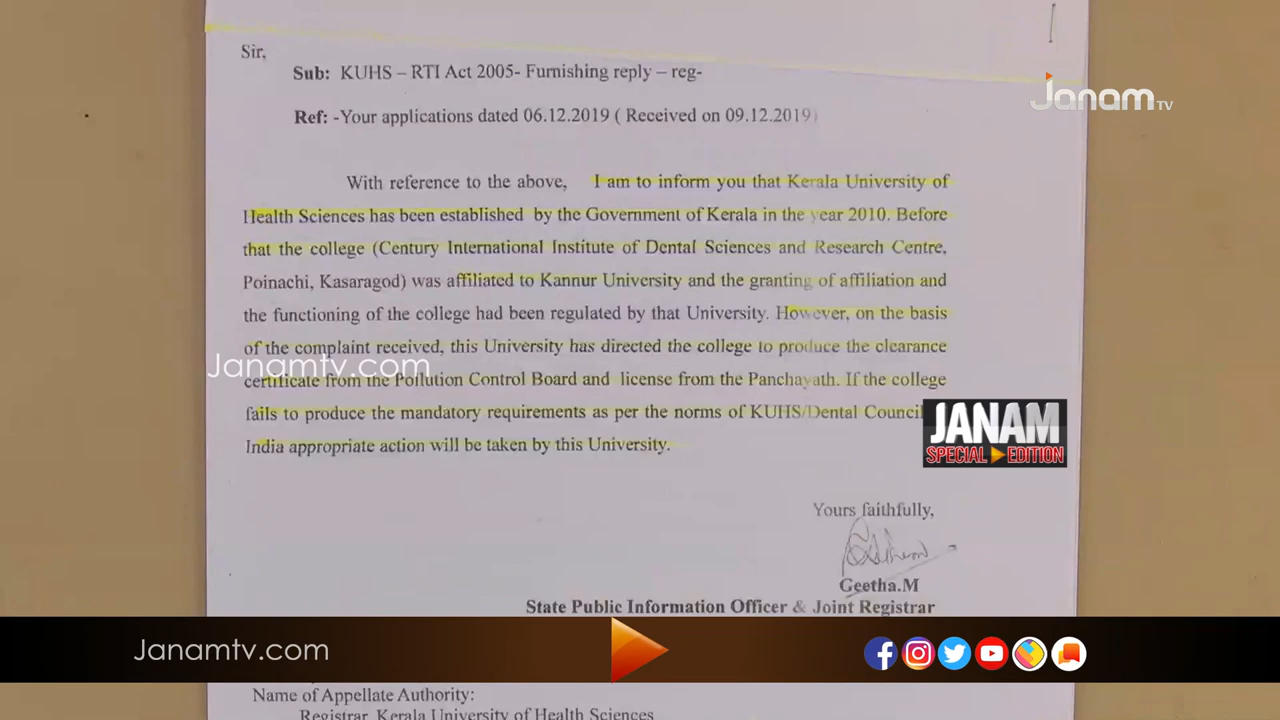 Sir,
Sub: KUHS – RTI Act 2005- Furnishing reply – reg-
Janam TV
Ref: -Your applications dated 06.12.2019 ( Received on 09.12.2019)
With reference to the above, I am to inform you that Kerala University of
Health Sciences has been established by the Government of Kerala in the year 2010. Before
that the college (Century International Institute of Dental Sciences and Research Centre,
Poinachi, Kasaragod) was affiliated to Kannur University and the granting of affiliation and
the functioning of the college had been regulated by that University. However, on the basis
of the complaint received, this University has directed the college to produce the clearance
Janamtv.com
certificate from the Pollution Control Board and license from the Panchayath. If the college
fails to produce the mandatory requirements as per the norms of KUHS/Dental Council
India appropriate action will be taken by this University.
JANAM
SPECIAL EDITION
Yours faithfully,
Geetha.M
State Public Information Officer & Joint Registrar
Janamtv.com
Name of Appellate Authority:
Registrar, Kerala University of Health Sciences